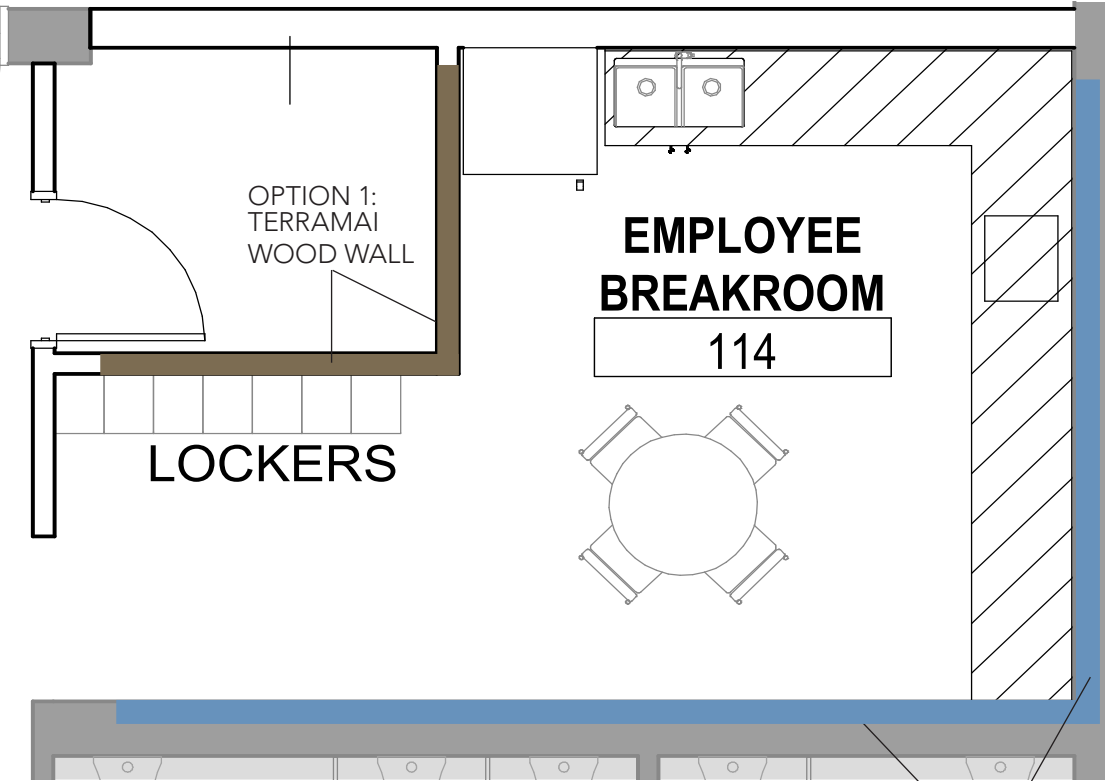 OPTION 1:
TERRAMAI
WOOD WALL
EMPLOYEE
BREAKROOM
114
LOCKERS